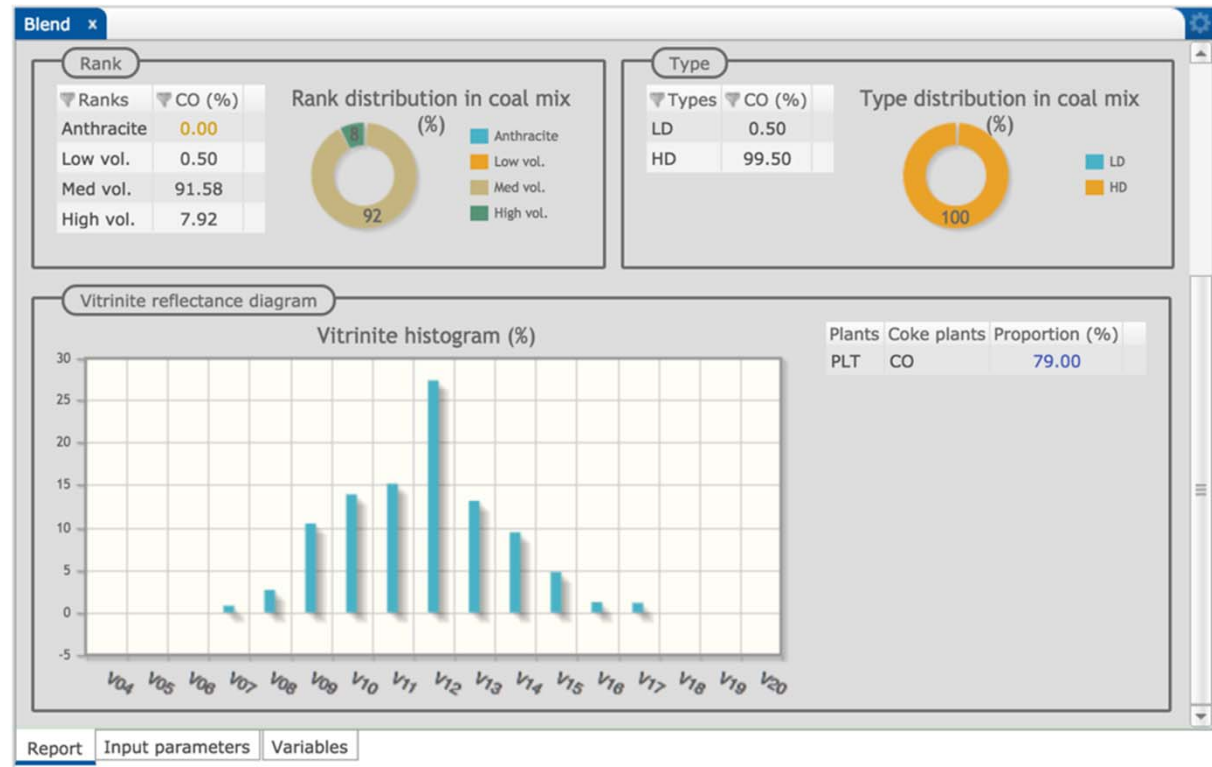 Blend x
Rank
Ranks CO (%)
Anthracite 0.00
Low vol. 0.50
Med vol. 91.58
High vol. 7.92
Rank distribution in coal mix
(%)
8
92
Anthracite
Low vol.
Med vol.
High vol.
Type
Types CO (%)
LD 0.50
HD 99.50
Type distribution in coal mix
(%)
100
LD
HD
Vitrinite reflectance diagram
Vitrinite histogram (%)
30
25
20
15
10
5
0
-5
V04 V05 V06 V07 V08 V09 V10 V11 V12 V13 V14 V15 V16 V17 V18 V19 V20
Plants Coke plants Proportion (%)
PLT CO 79.00
Report Input parameters Variables